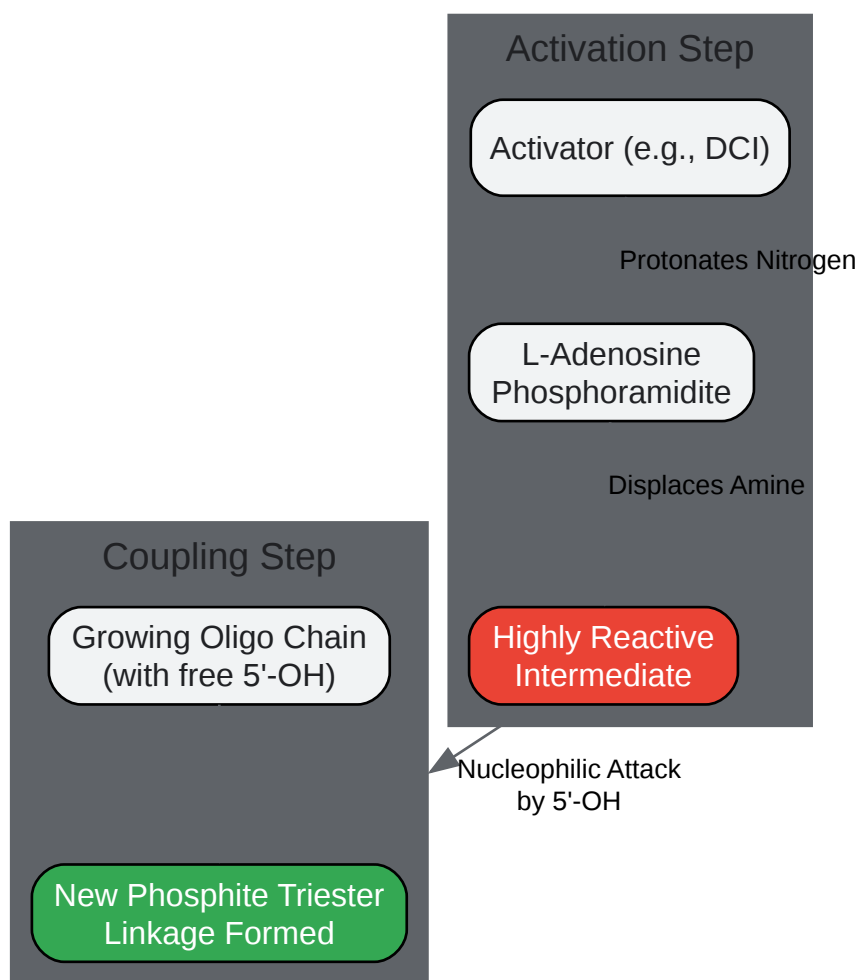 Activation Step
Activator (e.g., DCI)
Protonates Nitrogen
L-Adenosine
Phosphoramidite
Displaces Amine
Coupling Step
Growing Oligo Chain
(with free 5'-OH)
Highly Reactive
Intermediate
Nucleophilic Attack
by 5'-OH
New Phosphite Triester
Linkage Formed